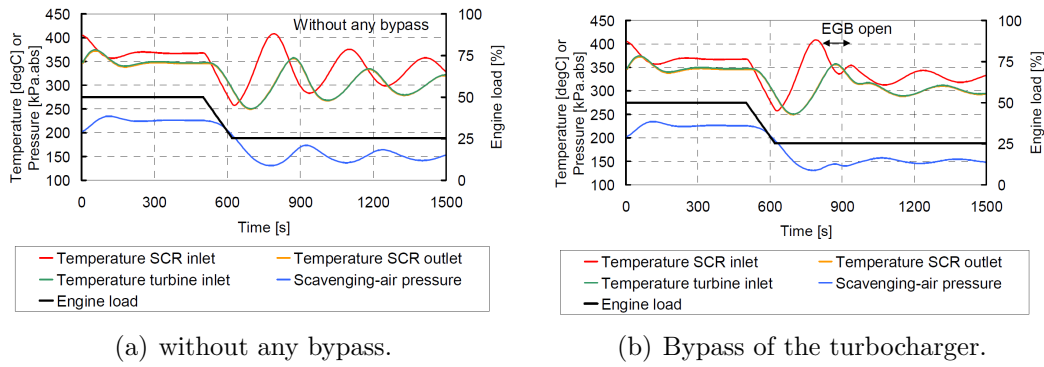 Without any bypass
Temperature [degC] or
Pressure [kPa.abs]
450
400
350
300
250
200
150
100
100
75
50
25
0
Engine load [%]
0 300 600 900 1200 1500
Time [s]
Temperature SCR inlet Temperature SCR outlet
Temperature turbine inlet Scavenging-air pressure
Engine load
(a) without any bypass.
EGB open
Temperature [degC] or
Pressure [kPa.abs]
450
400
350
300
250
200
150
100
100
75
50
25
0
Engine load [%]
0 300 600 900 1200 1500
Time [s]
Temperature SCR inlet Temperature SCR outlet
Temperature turbine inlet Scavenging-air pressure
Engine load
(b) Bypass of the turbocharger.